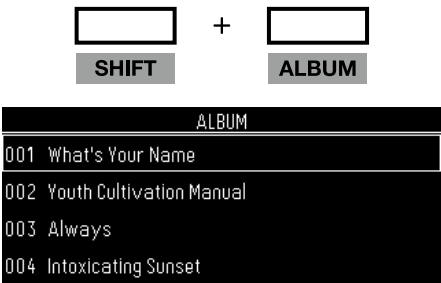 +
SHIFT ALBUM
ALBUM
001 What's Your Name
002 Youth Cultivation Manual
003 Always
004 Intoxicating Sunset